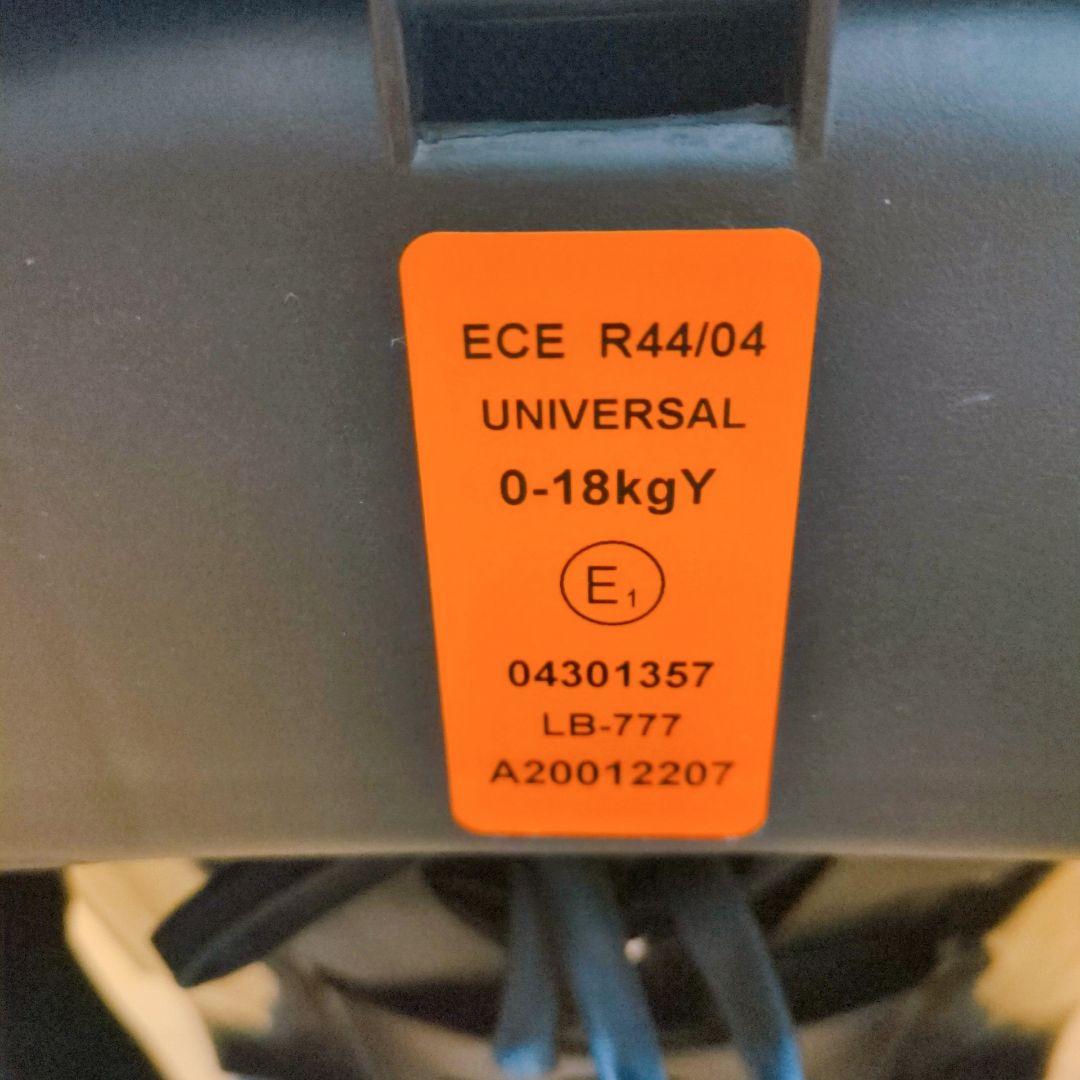 ECE R44/04
UNIVERSAL
0-18kgY
E1
04301357
LB-777
A20012207